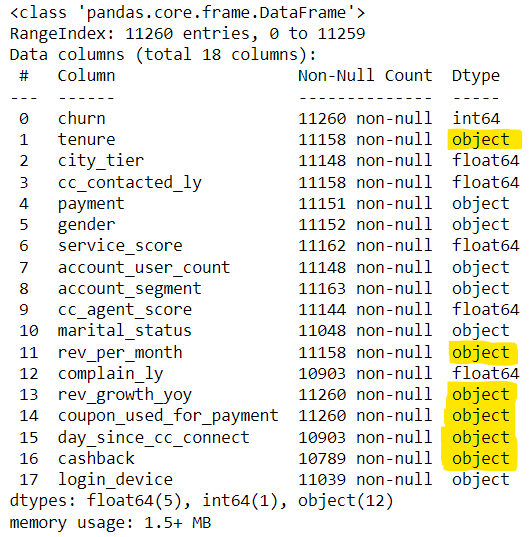 <class 'pandas.core.frame.DataFrame'>
RangeIndex: 11260 entries, 0 to 11259
Data columns (total 18 columns):
 #   Column                   Non-Null Count  Dtype
---  ------                   --------------  -----
 0   churn                    11260 non-null  int64
 1   tenure                   11158 non-null  object
 2   city_tier                11148 non-null  float64
 3   cc_contacted_ly          11158 non-null  float64
 4   payment                  11151 non-null  object
 5   gender                   11152 non-null  object
 6   service_score            11162 non-null  float64
 7   account_user_count       11148 non-null  object
 8   account_segment          11163 non-null  object
 9   cc_agent_score           11144 non-null  float64
 10  marital_status           11048 non-null  object
 11  rev_per_month            11158 non-null  object
 12  complain_ly              10903 non-null  float64
 13  rev_growth_yoy           11260 non-null  object
 14  coupon_used_for_payment  11260 non-null  object
 15  day_since_cc_connect     10903 non-null  object
 16  cashback                 10789 non-null  object
 17  login_device             11039 non-null  object
dtypes: float64(5), int64(1), object(12)
memory usage: 1.5+ MB